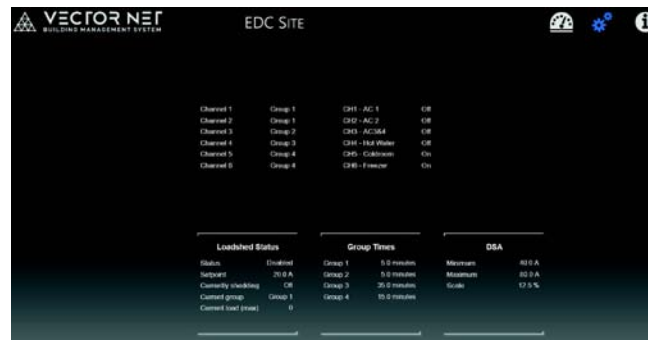 VECTOR NET
BUILDING MANAGEMENT SYSTEM
EDC SITE
Channel 1 Group 1 CH1 - AC 1 Off
Channel 2 Group 1 CH2 - AC 2 Off
Channel 3 Group 2 CH3 - AC3&4 Off
Channel 4 Group 3 CH4 - Hot Water Off
Channel 5 Group 4 CH5 - Coldroom On
Channel 6 Group 4 CH6 - Freezer On
Loadshed Status Group Times DSA
Status Disabled Group 1 5.0 minutes Minimum 40.0 A
Setpoint 20.0 A Group 2 5.0 minutes Maximum 80.0 A
Currently shedding Off Group 3 35.0 minutes Scale 12.5 %
Current group Group 1 Group 4 15.0 minutes
Current load (max) 0